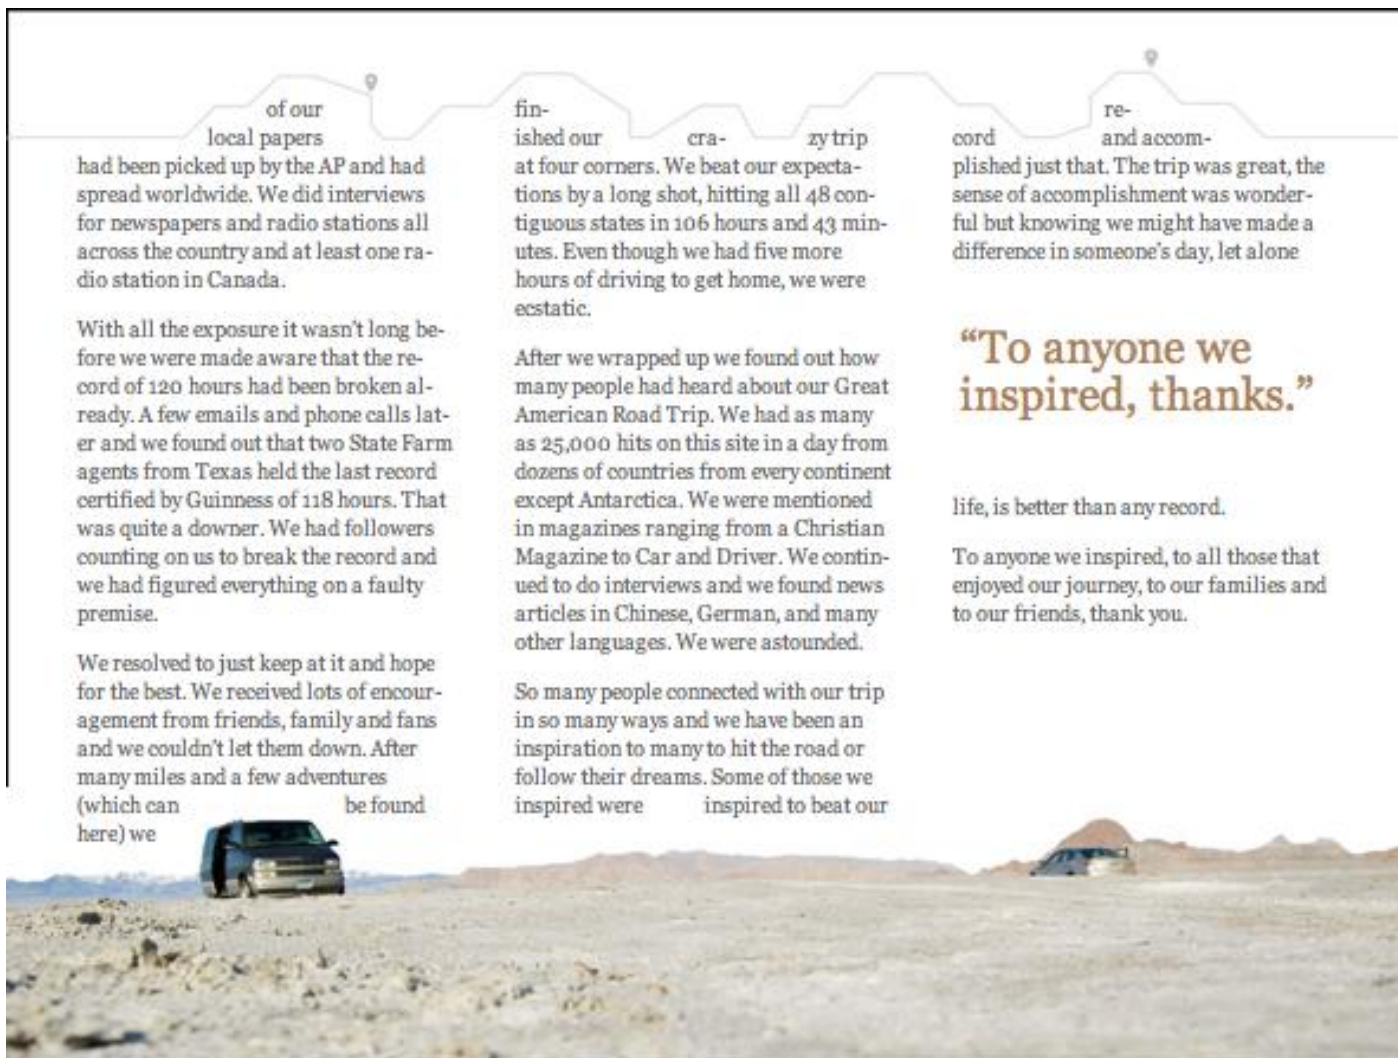 of our
local papers
had been picked up by the AP and had
spread worldwide. We did interviews
for newspapers and radio stations all
across the country and at least one ra-
dio station in Canada.
With all the exposure it wasn't long be-
fore we were made aware that the re-
cord of 120 hours had been broken al-
ready. A few emails and phone calls lat-
er and we found out that two State Farm
agents from Texas held the last record
certified by Guinness of 118 hours. That
was quite a downer. We had followers
counting on us to break the record and
we had figured everything on a faulty
premise.
We resolved to just keep at it and hope
for the best. We received lots of encour-
agement from friends, family and fans
and we couldn't let them down. After
many miles and a few adventures
(which can be found
here) we
fin-
ished our cra- zy trip
at four corners. We beat our expecta-
tions by a long shot, hitting all 48 con-
tiguous states in 106 hours and 43 min-
utes. Even though we had five more
hours of driving to get home, we were
ecstatic.
After we wrapped up we found out how
many people had heard about our Great
American Road Trip. We had as many
as 25,000 hits on this site in a day from
dozens of countries from every continent
except Antarctica. We were mentioned
in magazines ranging from a Christian
Magazine to Car and Driver. We contin-
ued to do interviews and we found news
articles in Chinese, German, and many
other languages. We were astounded.
So many people connected with our trip
in so many ways and we have been an
inspiration to many to hit the road or
follow their dreams. Some of those we
inspired were inspired to beat our
re-
cord and accom-
plished just that. The trip was great, the
sense of accomplishment was wonder-
ful but knowing we might have made a
difference in someone's day, let alone
“To anyone we
inspired, thanks.”
life, is better than any record.
To anyone we inspired, to all those that
enjoyed our journey, to our families and
to our friends, thank you.